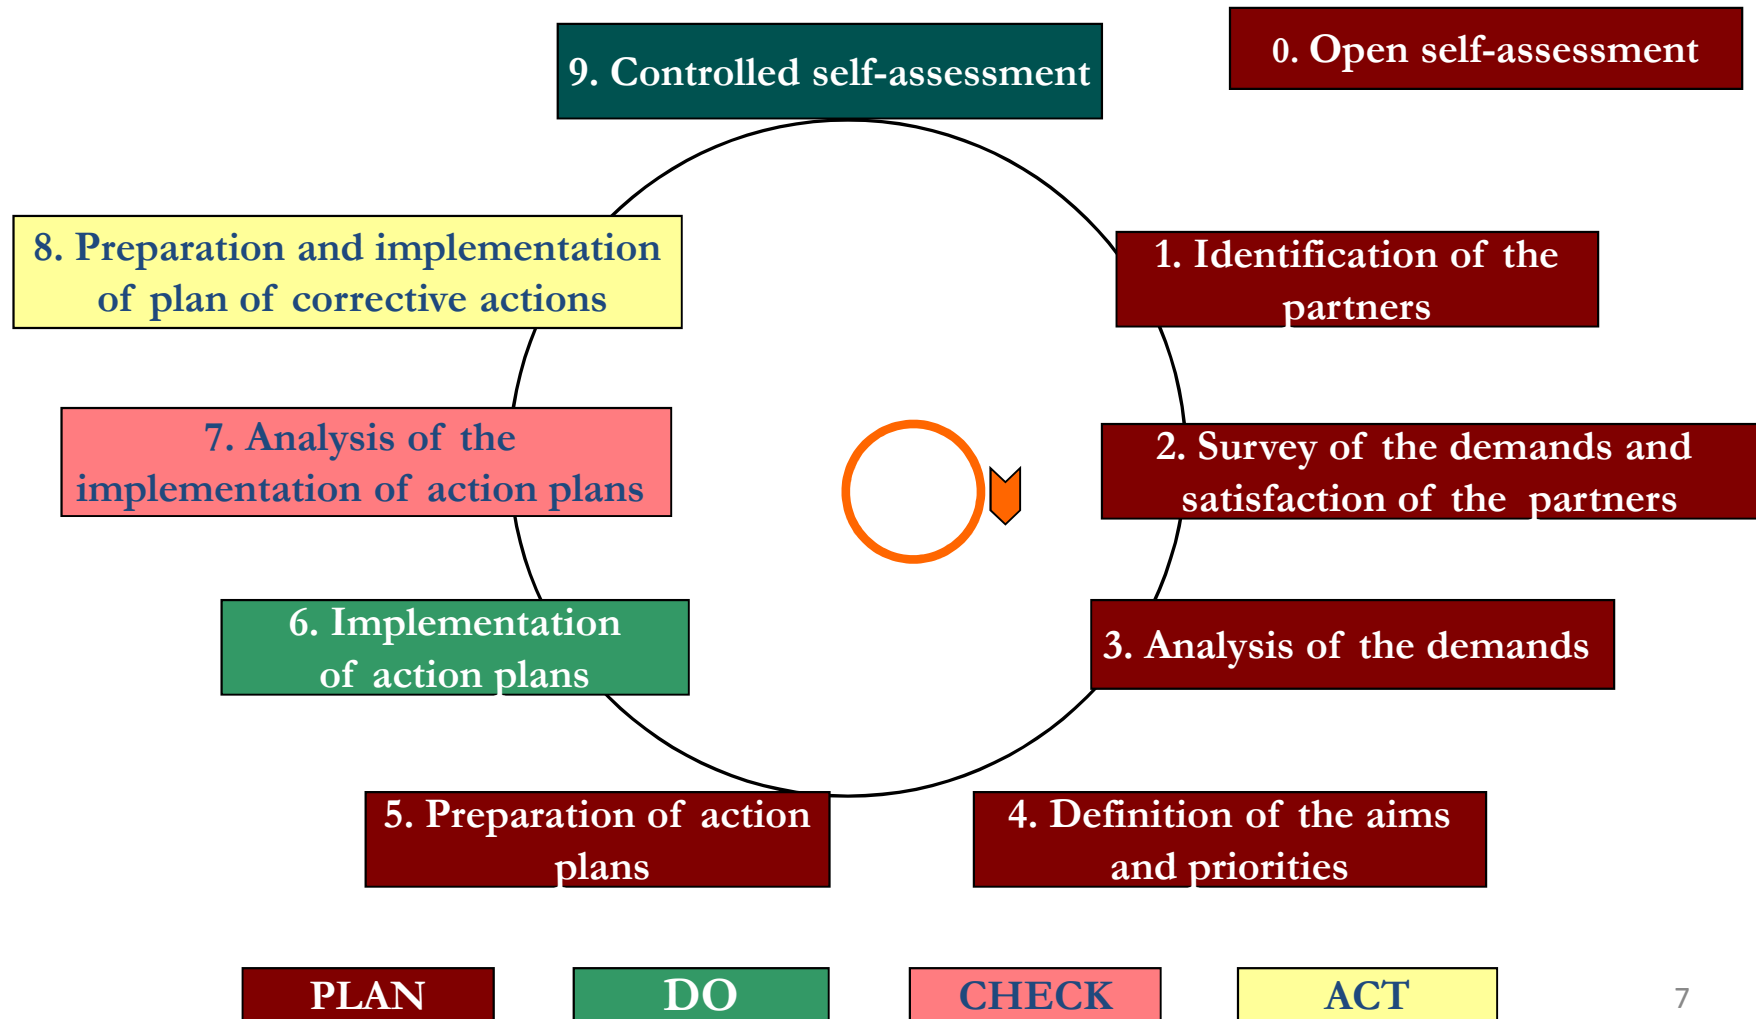 0. Open self-assessment
9. Controlled self-assessment
8. Preparation and implementation
of plan of corrective actions
1. Identification of the
partners
7. Analysis of the
implementation of action plans
2. Survey of the demands and
satisfaction of the partners
6. Implementation
of action plans
3. Analysis of the demands
5. Preparation of action
plans
4. Definition of the aims
and priorities
PLAN
DO
CHECK
ACT
7